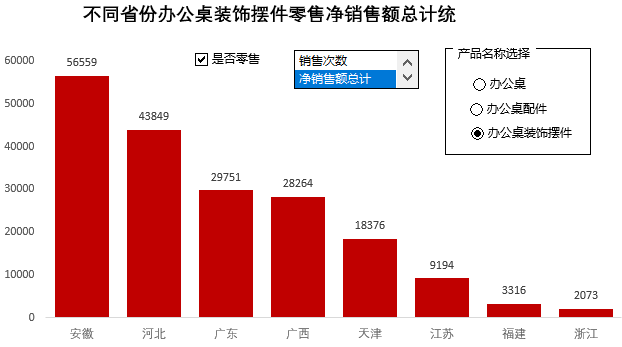 不同省份办公桌装饰摆件零售净销售额总计统
是否零售
销售次数
净销售额总计
产品名称选择
办公桌
办公桌配件
办公桌装饰摆件
60000
50000
40000
30000
20000
10000
0
56559
43849
29751
28264
18376
9194
3316
2073
安徽
河北
广东
广西
天津
江苏
福建
浙江